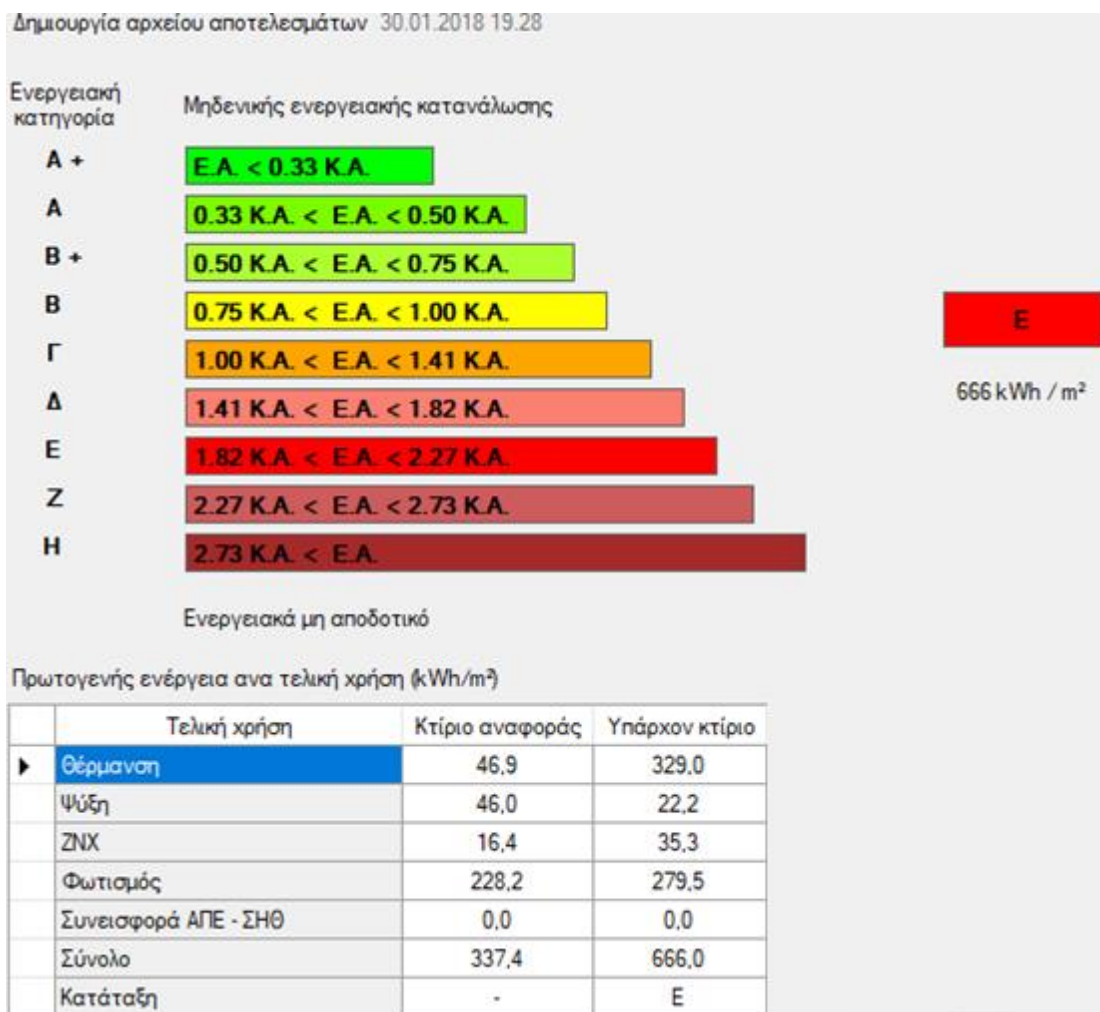 Δημιουργία αρχείου αποτελεσμάτων 30.01.2018 19.28
Ενεργειακή κατηγορία
Μηδενικής ενεργειακής κατανάλωσης
Α + Ε.Α. < 0.33 Κ.Α.
Α 0.33 Κ.Α. < Ε.Α. < 0.50 Κ.Α.
Β + 0.50 Κ.Α. < Ε.Α. < 0.75 Κ.Α.
Β 0.75 Κ.Α. < Ε.Α. < 1.00 Κ.Α.
Ε
Γ 1.00 Κ.Α. < Ε.Α. < 1.41 Κ.Α.
Δ 1.41 Κ.Α. < Ε.Α. < 1.82 Κ.Α.
666 kWh / m²
Ε 1.82 Κ.Α. < Ε.Α. < 2.27 Κ.Α.
Ζ 2.27 Κ.Α. < Ε.Α. < 2.73 Κ.Α.
Η 2.73 Κ.Α. < Ε.Α.
Ενεργειακά μη αποδοτικό
Πρωτογενής ενέργεια ανα τελική χρήση (kWh/m²)
Τελική χρήση Κτίριο αναφοράς Υπάρχον κτίριο
Θέρμανση 46,9 329,0
Ψύξη 46,0 22,2
ΖΝΧ 16,4 35,3
Φωτισμός 228,2 279,5
Συνεισφορά ΑΠΕ - ΣΗΘ 0,0 0,0
Σύνολο 337,4 666,0
Κατάταξη - Ε